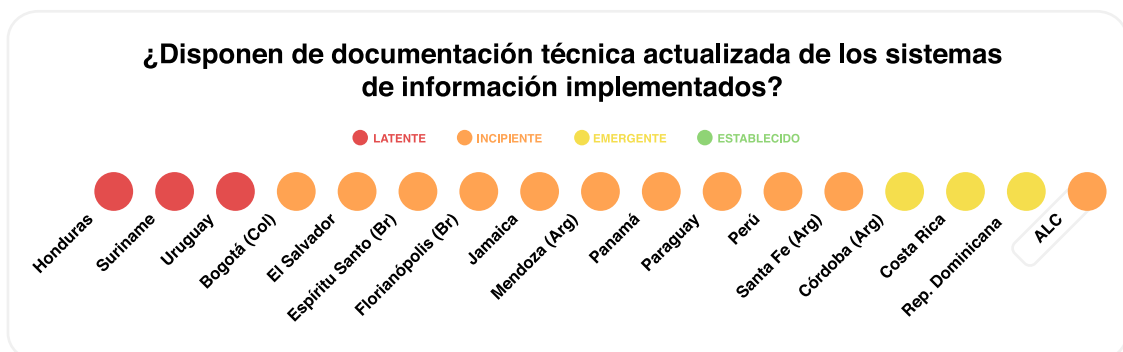 ¿Disponen de documentación técnica actualizada de los sistemas
de información implementados?
LATENTE
INCIPIENTE
EMERGENTE
ESTABLECIDO
Honduras
Suriname
Uruguay
Bogotá (Col)
El Salvador
Espíritu Santo (Br)
Florianópolis (Br)
Jamaica
Mendoza (Arg)
Panamá
Paraguay
Perú
Santa Fe (Arg)
Córdoba (Arg)
Costa Rica
Rep. Dominicana
ALC